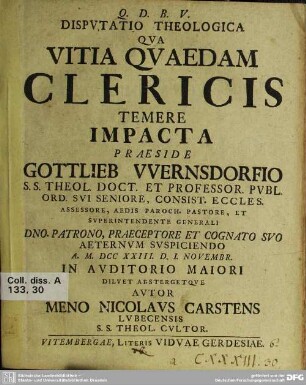 Q. D. B. V.
DISPVTATIO THEOLOGICA
QVA
VITIA QVAEDAM
CLERICIS
TEMERE
IMPACTA
PRAESIDE
GOTTLIEB VVERNSDORFIO
S.S. THEOL. DOCT. ET PROFESSOR. PVBL.
ORD. SVI SENIORE, CONSIST. ECCLES.
ASSESSORE, AEDIS PAROCH. PASTORE, ET
SVPERINTENDENTE GENERALI
DNO. PATRONO, PRAECEPTORE ET COGNATO SVO
AETERNVM SVSPICIENDO
A. M. DCC XXIII. D. I. NOVEMBR.
IN AVDITORIO MAIORI
DILVET ABSTERGETQVE
AVTOR
MENO NICOLAVS CARSTENS
LVBECENSIS
S. S. THEOL. CVLTOR.
VITEMBERGAE, LITERIS VIDVAE GERDESIAE.
Coll. diss. A
133, 30